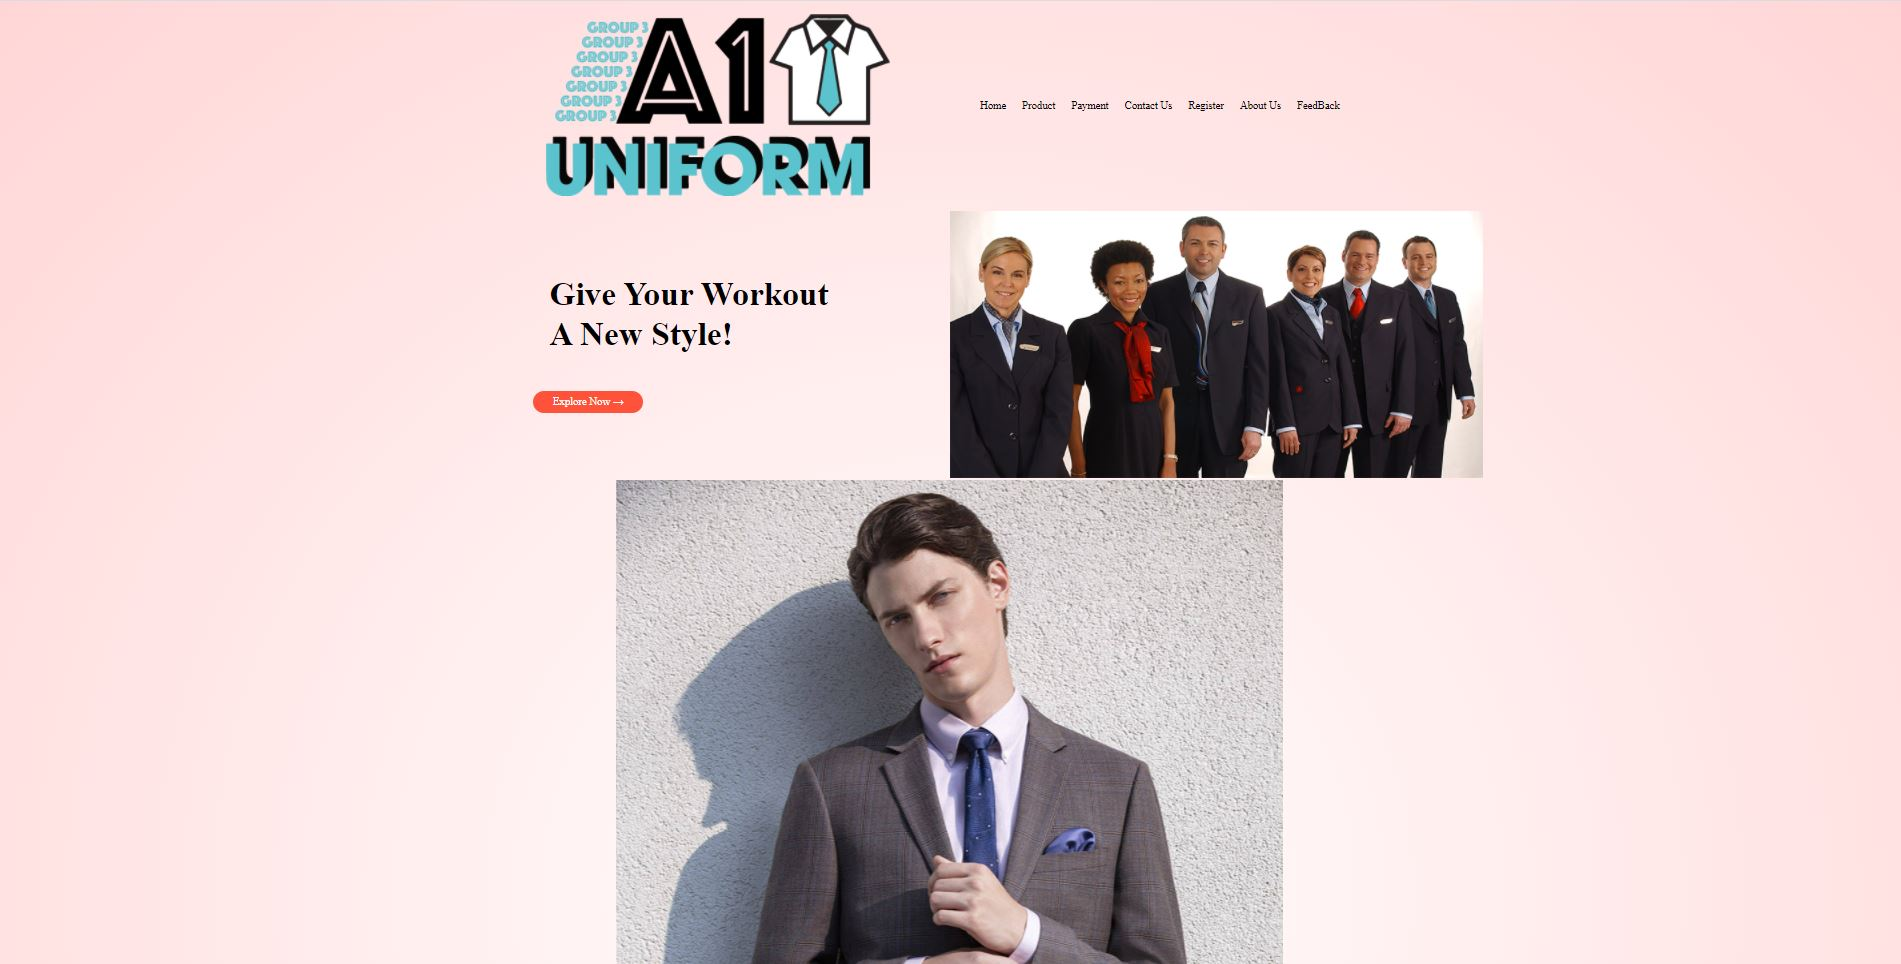 GROUP 3
GROUP 3
GROUP 3
GROUP 3
GROUP 3
GROUP 3
GROUP 3
A1
UNIFORM
Home Product Payment Contact Us Register About Us FeedBack
Give Your Workout
A New Style!
Explore Now →